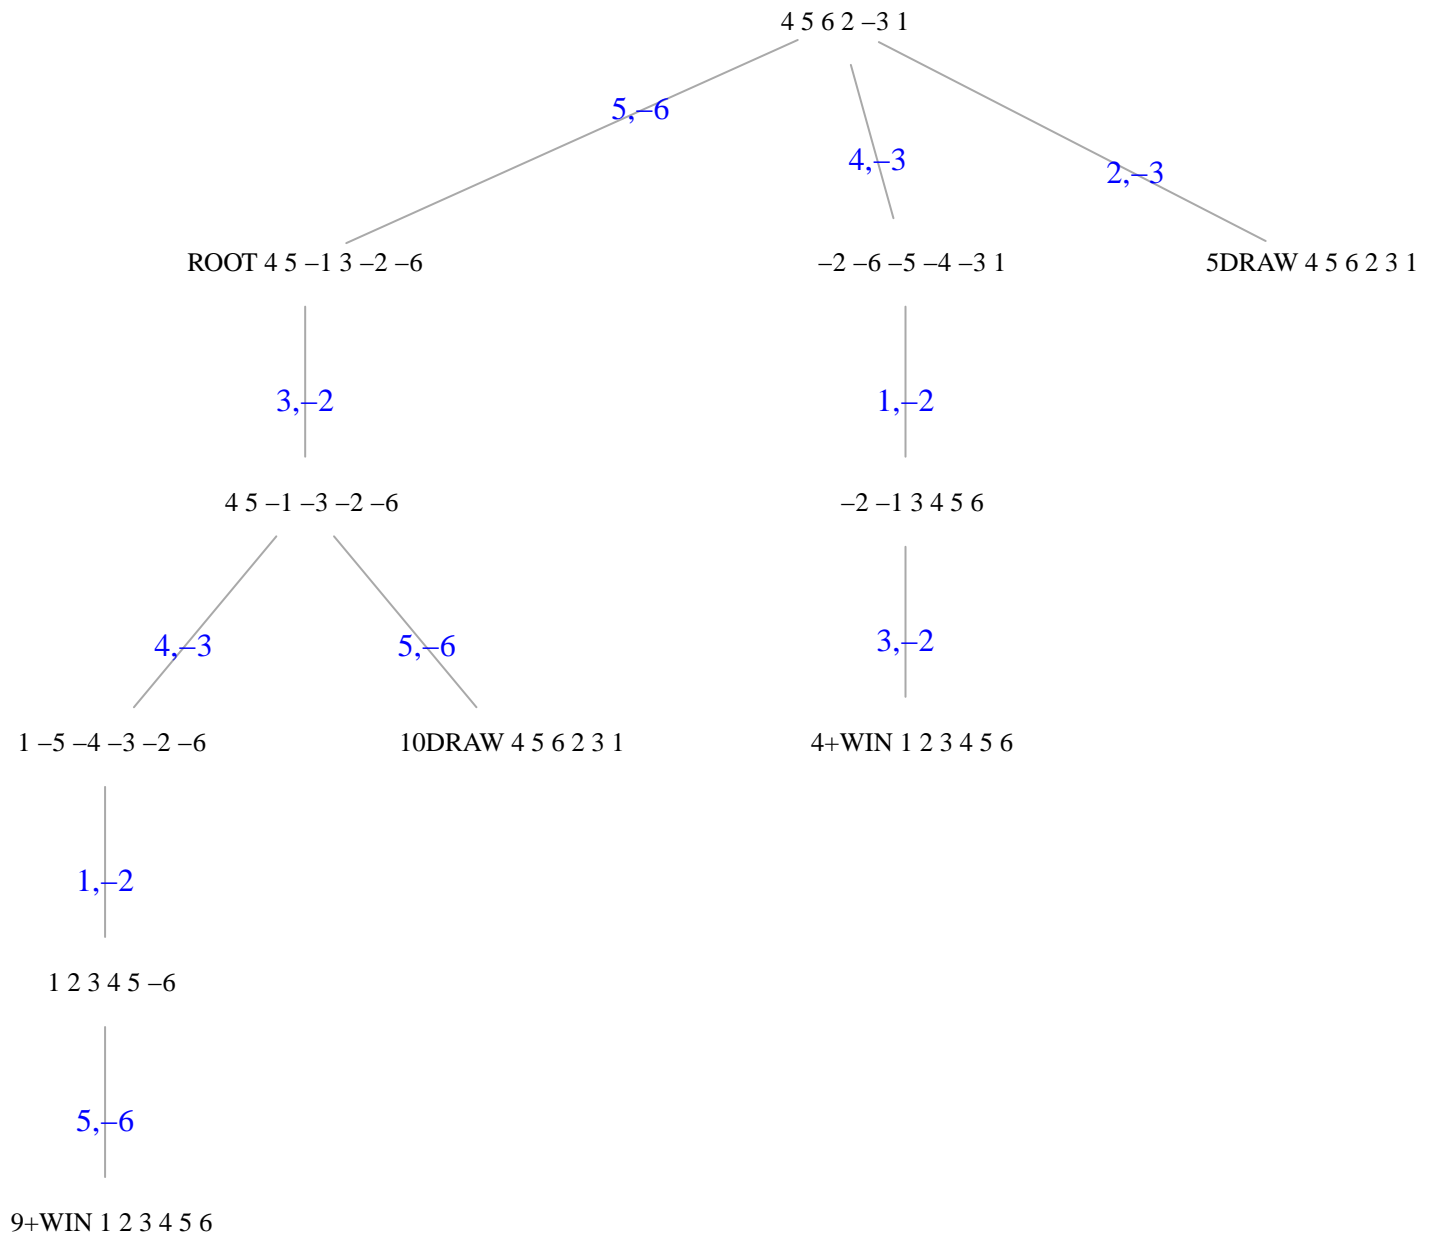 4 5 6 2 −3 1
5,−6
4,−3
2,−3
ROOT 4 5 −1 3 −2 −6
−2 −6 −5 −4 −3 1
5DRAW 4 5 6 2 3 1
3,−2
1,−2
4 5 −1 −3 −2 −6
−2 −1 3 4 5 6
4,−3
5,−6
3,−2
1 −5 −4 −3 −2 −6
10DRAW 4 5 6 2 3 1
4+WIN 1 2 3 4 5 6
1,−2
1 2 3 4 5 −6
5,−6
9+WIN 1 2 3 4 5 6